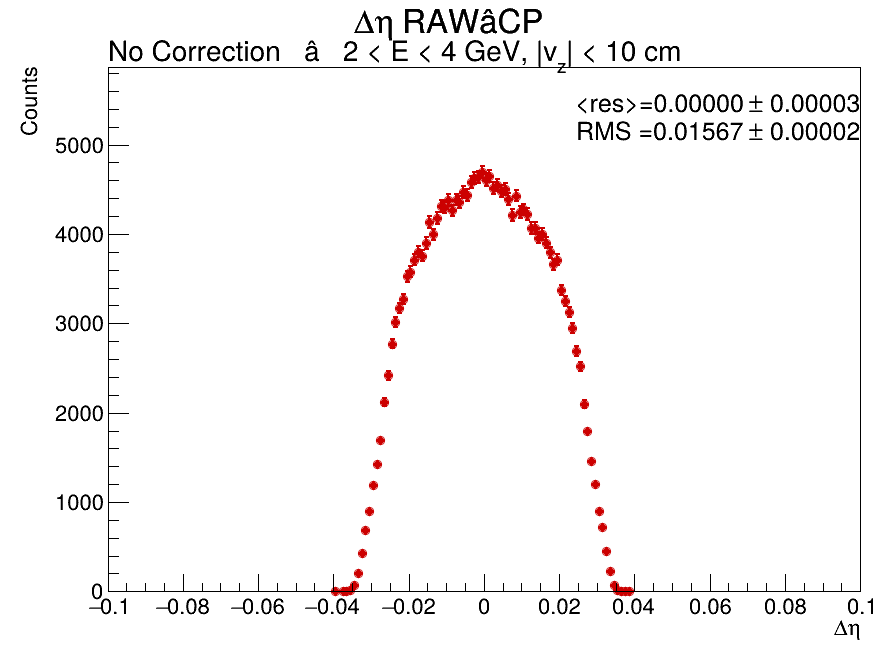 Δη RAWâCP
No Correction â 2 < E < 4 GeV, |v_z| < 10 cm
Counts
<res>=0.00000 ± 0.00003
RMS =0.01567 ± 0.00002
5000
4000
3000
2000
1000
0
−0.1 −0.08 −0.06 −0.04 −0.02 0 0.02 0.04 0.06 0.08 0.1
Δη